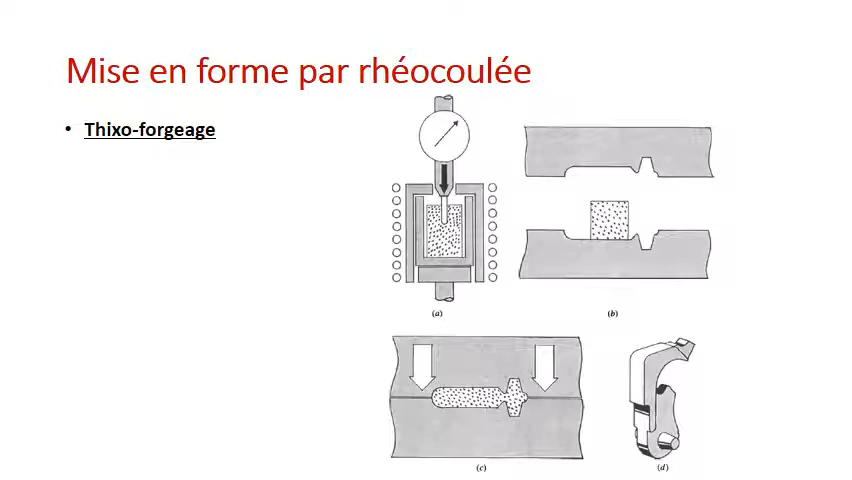 Mise en forme par rhéocoulée
• Thixo-forgeage
(a)
(b)
(c)
(d)